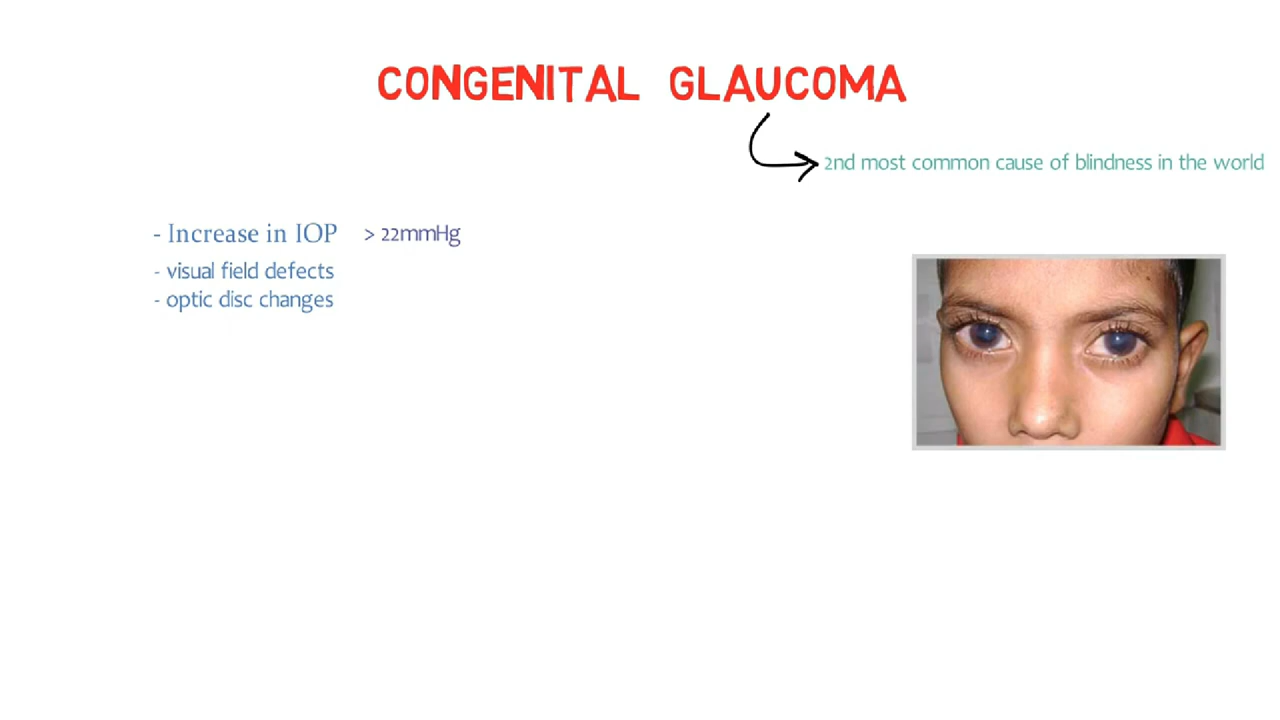 CONGENITAL GLAUCOMA
2nd most common cause of blindness in the world
- Increase in IOP > 22mmHg
- visual field defects
- optic disc changes